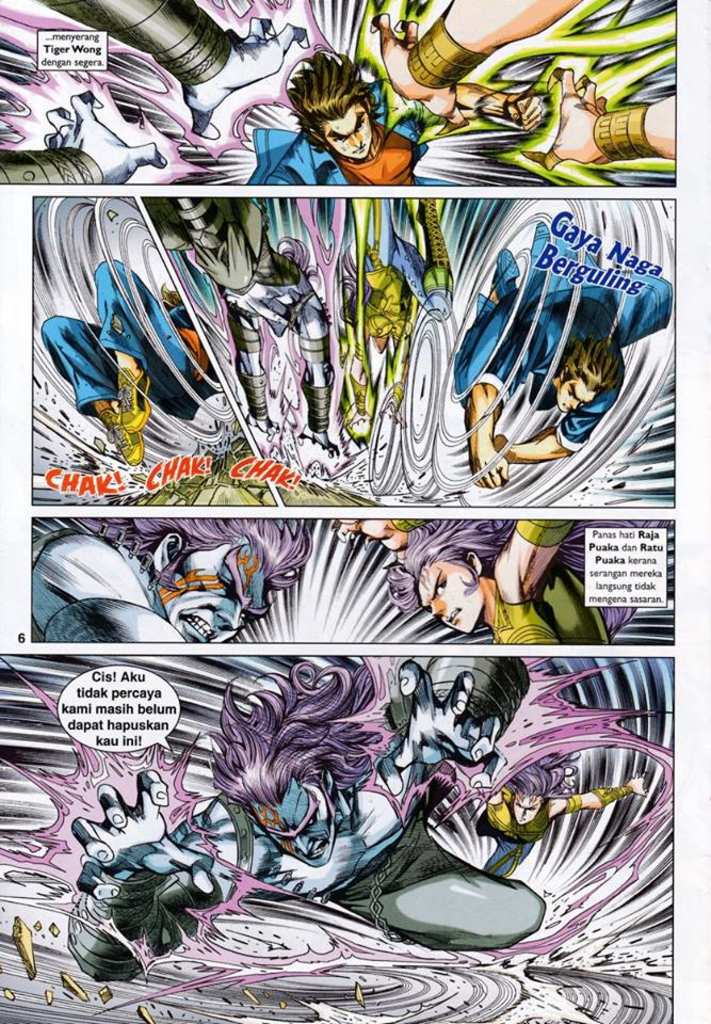 ...menyerang
Tiger Wong
dengan segera.
Gaya Naga
Berguling
CHAK! CHAK! CHAK!
Panas hati Raja
Puaka dan Ratu
Puaka kerana
serangan mereka
langsung tidak
mengena sasaran.
6
Cis! Aku
tidak percaya
kami masih belum
dapat hapuskan
kau ini!